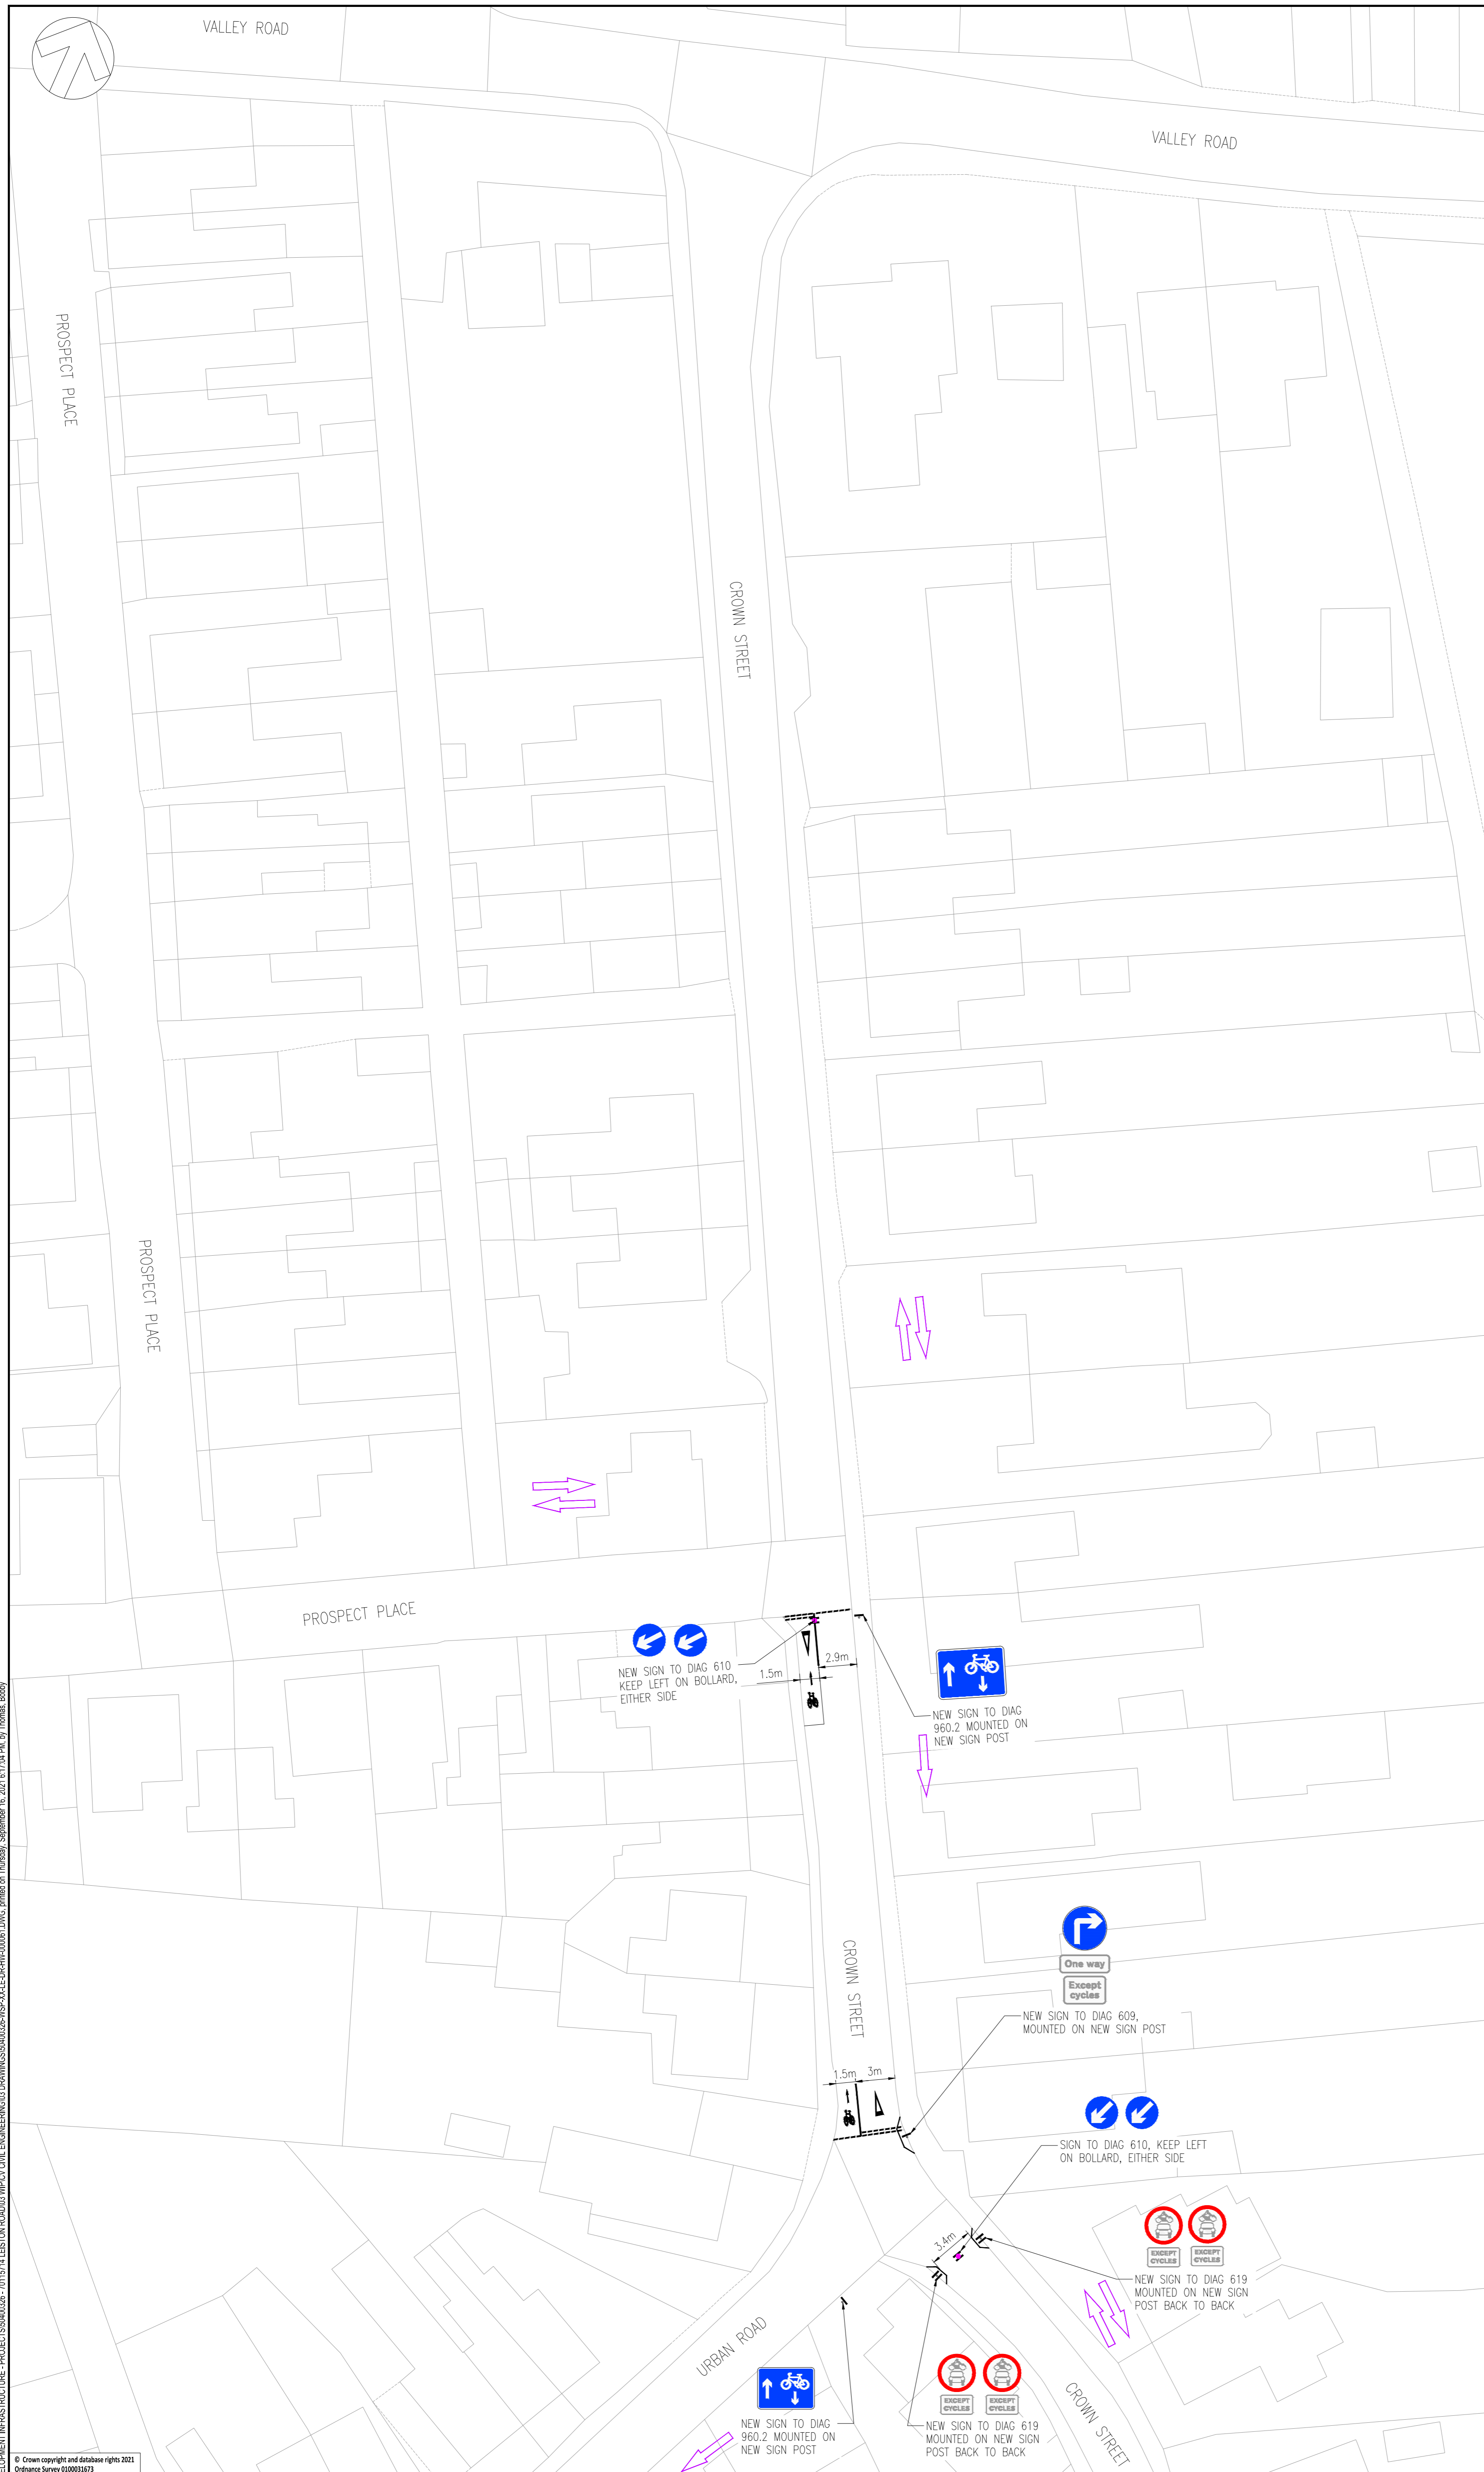 VALLEY ROAD
VALLEY ROAD
PROSPECT PLACE
CROWN STREET
PROSPECT PLACE
PROSPECT PLACE
NEW SIGN TO DIAG 610
KEEP LEFT ON BOLLARD,
EITHER SIDE
1.5m
2.9m
NEW SIGN TO DIAG
960.2 MOUNTED ON
NEW SIGN POST
CROWN STREET
One way
Except
cycles
NEW SIGN TO DIAG 609,
MOUNTED ON NEW SIGN POST
1.5m
3m
SIGN TO DIAG 610, KEEP LEFT
ON BOLLARD, EITHER SIDE
3.4m
EXCEPT
CYCLES
EXCEPT
CYCLES
NEW SIGN TO DIAG 619
MOUNTED ON NEW SIGN
POST BACK TO BACK
URBAN ROAD
NEW SIGN TO DIAG
960.2 MOUNTED ON
NEW SIGN POST
EXCEPT
CYCLES
EXCEPT
CYCLES
NEW SIGN TO DIAG 619
MOUNTED ON NEW SIGN
POST BACK TO BACK
CROWN STREET
© Crown copyright and database rights 2021
Ordnance Survey 0100031673